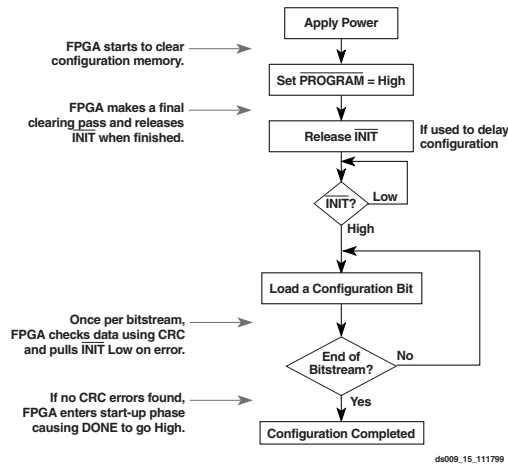 Apply Power
FPGA starts to clear
configuration memory.
Set PROGRAM = High
FPGA makes a final
clearing pass and releases
INIT when finished.
Release INIT
If used to delay
configuration
INIT?
Low
High
Load a Configuration Bit
Once per bitstream,
FPGA checks data using CRC
and pulls INIT Low on error.
End of
Bitstream?
No
Yes
If no CRC errors found,
FPGA enters start-up phase
causing DONE to go High.
Configuration Completed
ds009_15_111799